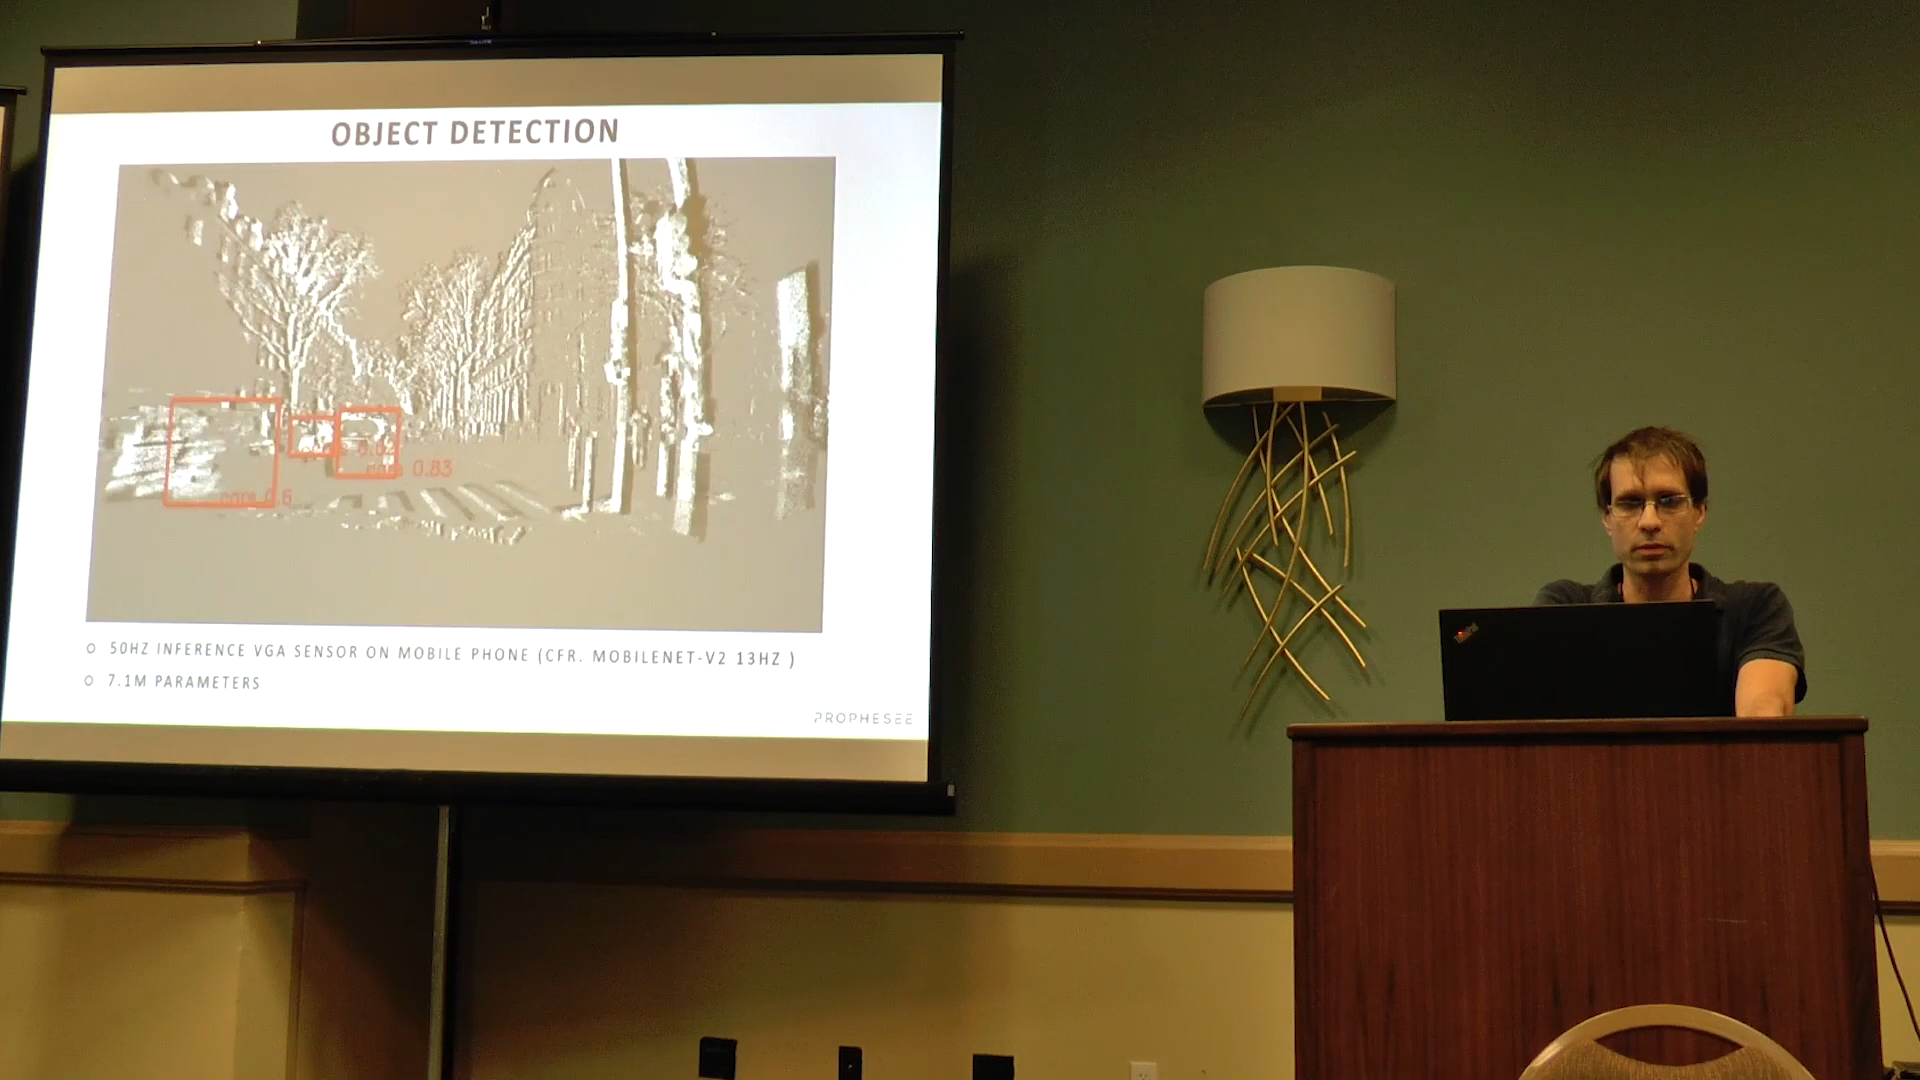 OBJECT DETECTION
0.83
50HZ INFERENCE VGA SENSOR ON MOBILE PHONE (CFR. MOBILENET-V2 13HZ )
7.1M PARAMETERS
PROPHESEE